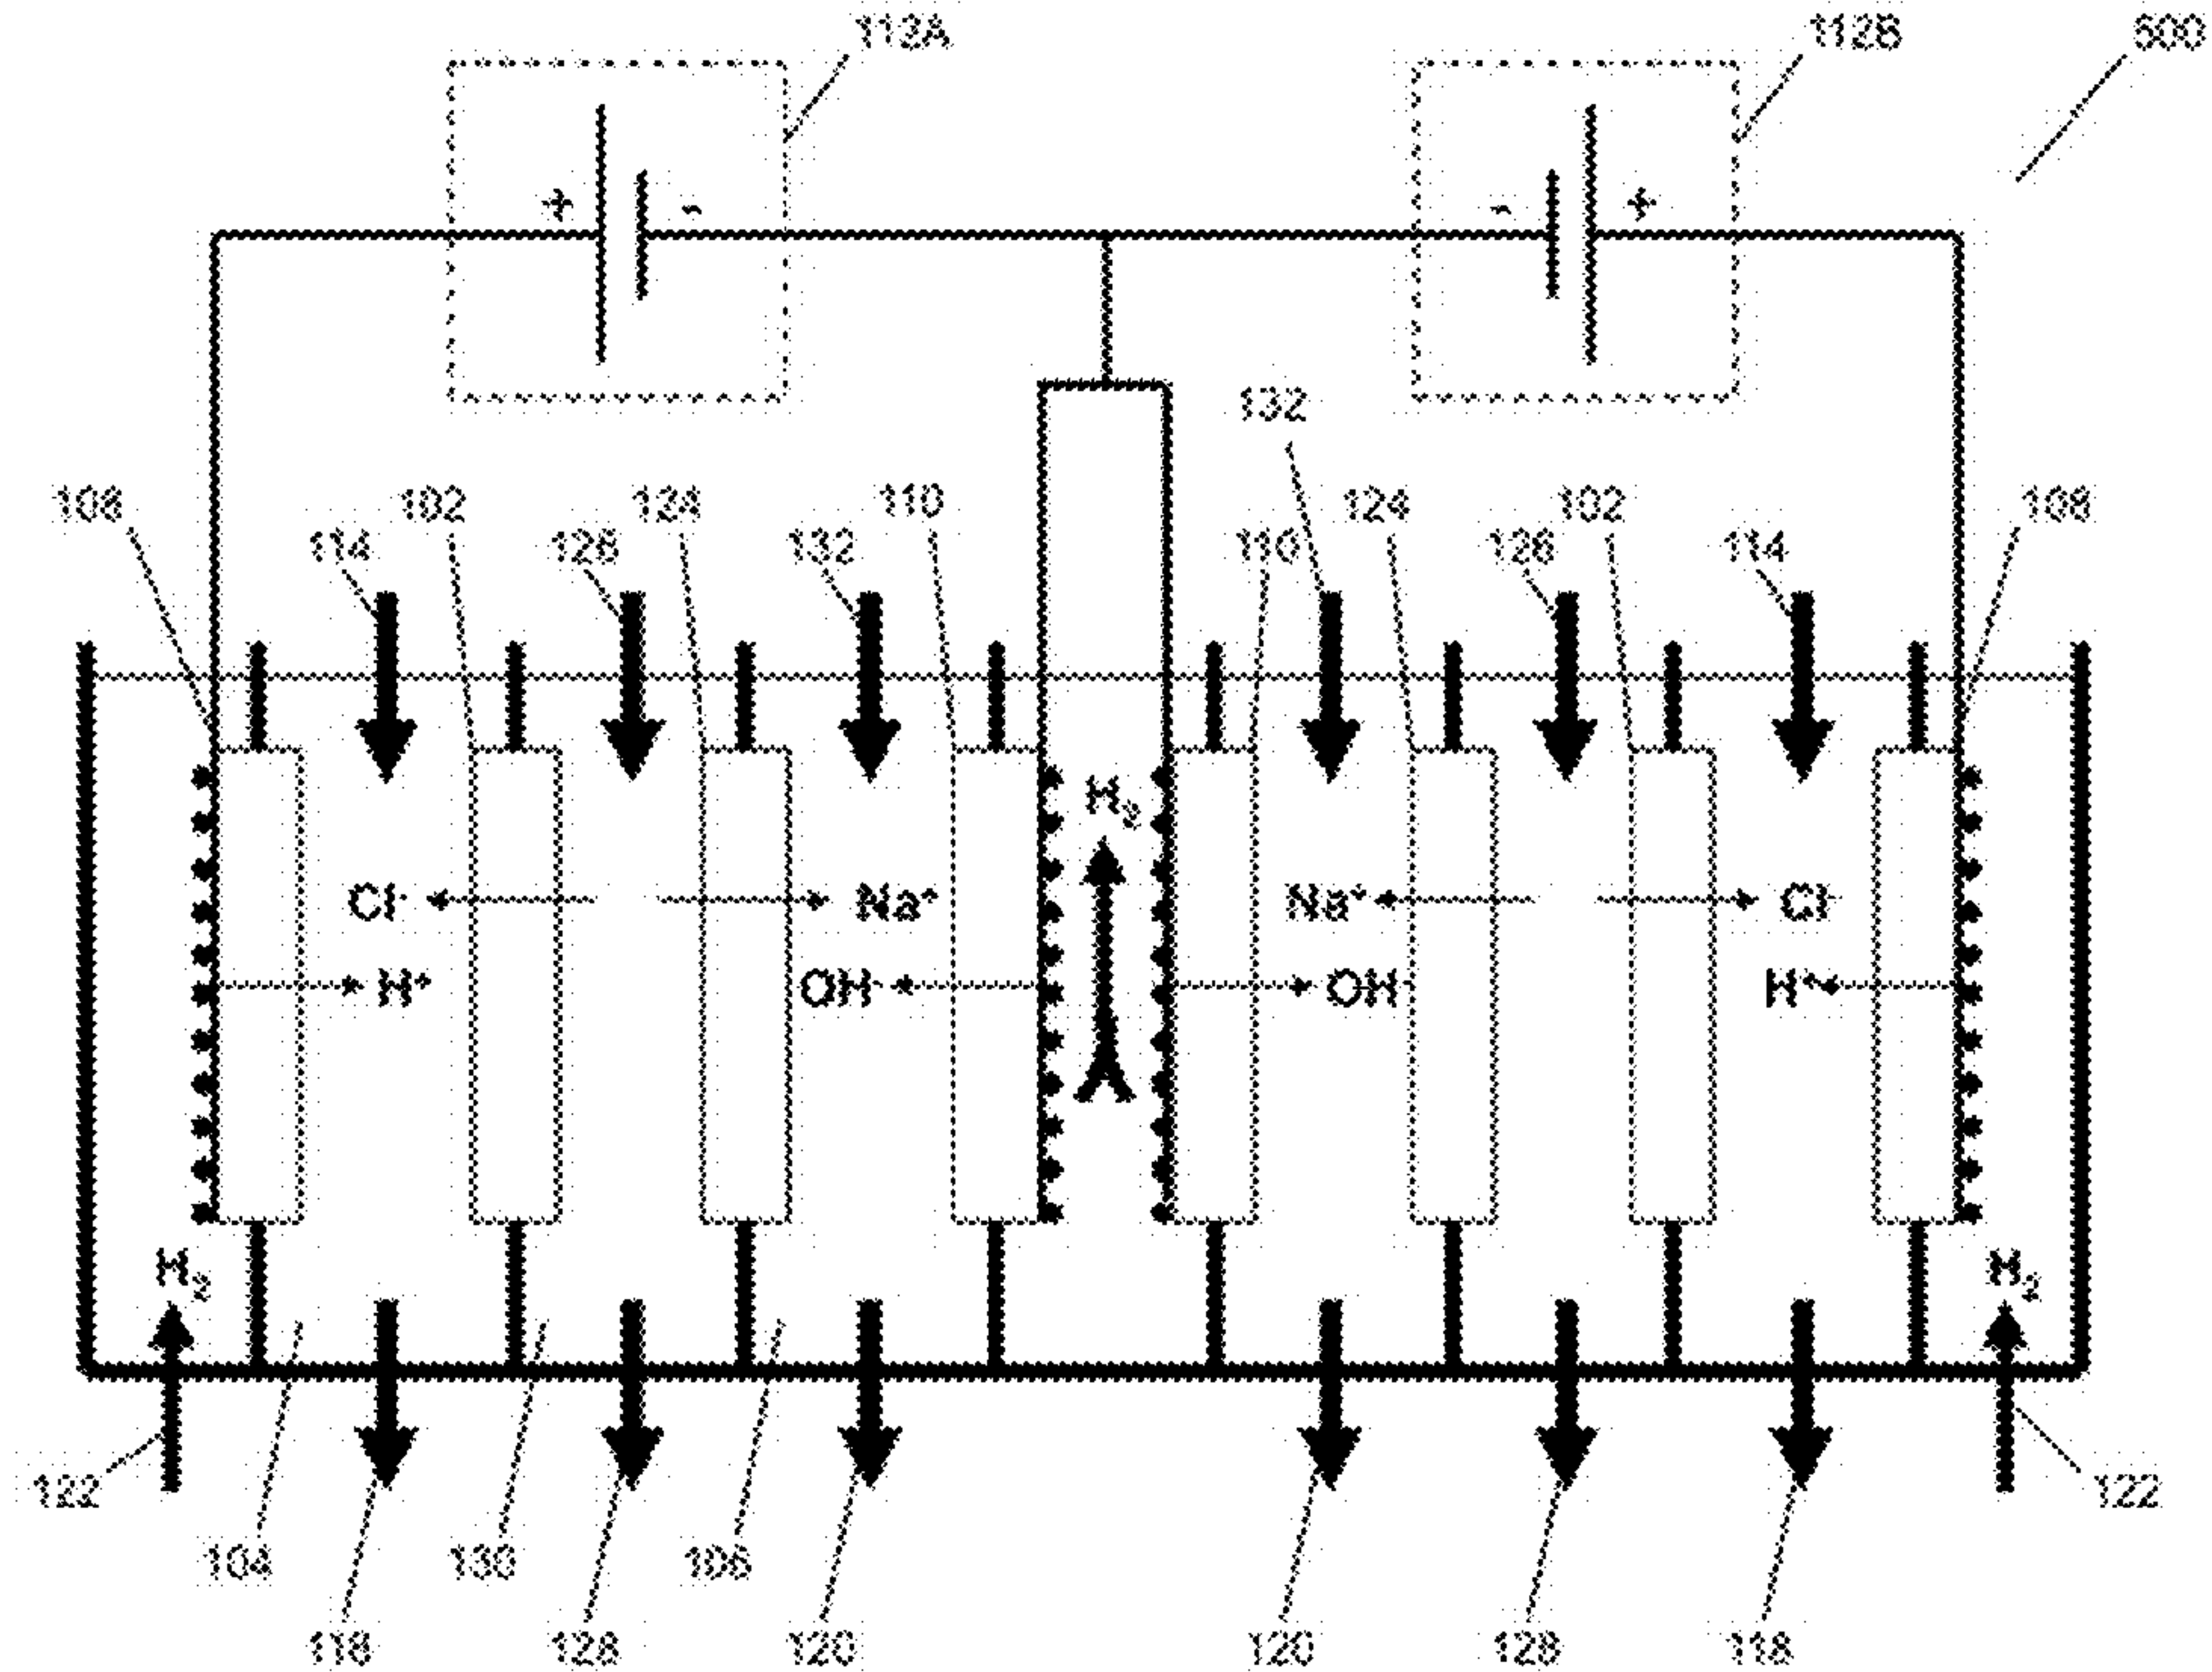 112A 112B 500
+ - - +
132
108 102 124 110 124 102 108
114 126 132 110 126 114
H2
Cl- Na+ Na+ Cl-
H+ OH- OH- H+
H2 H2
122 122
104 130 106
118 128 120 120 128 118